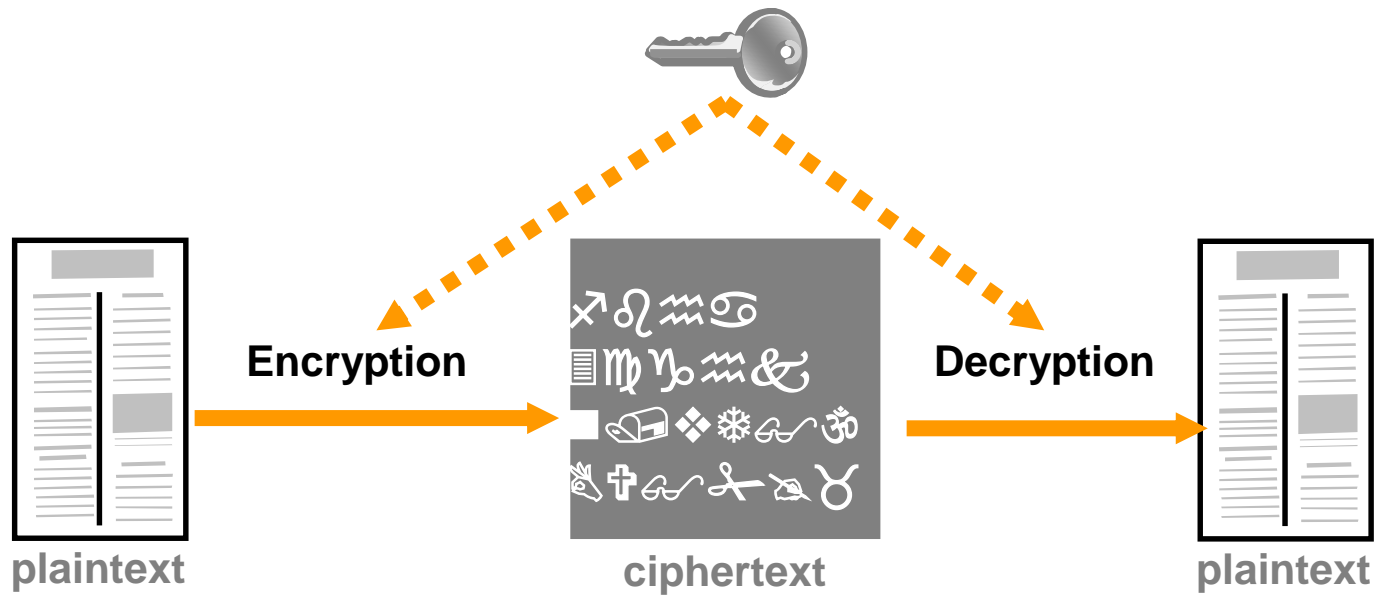 Encryption
Decryption
♐♌♒♋
🗏♍♑♒&
■📫❖❄👓ॐ
👌✞👓✁✍♉
plaintext
ciphertext
plaintext